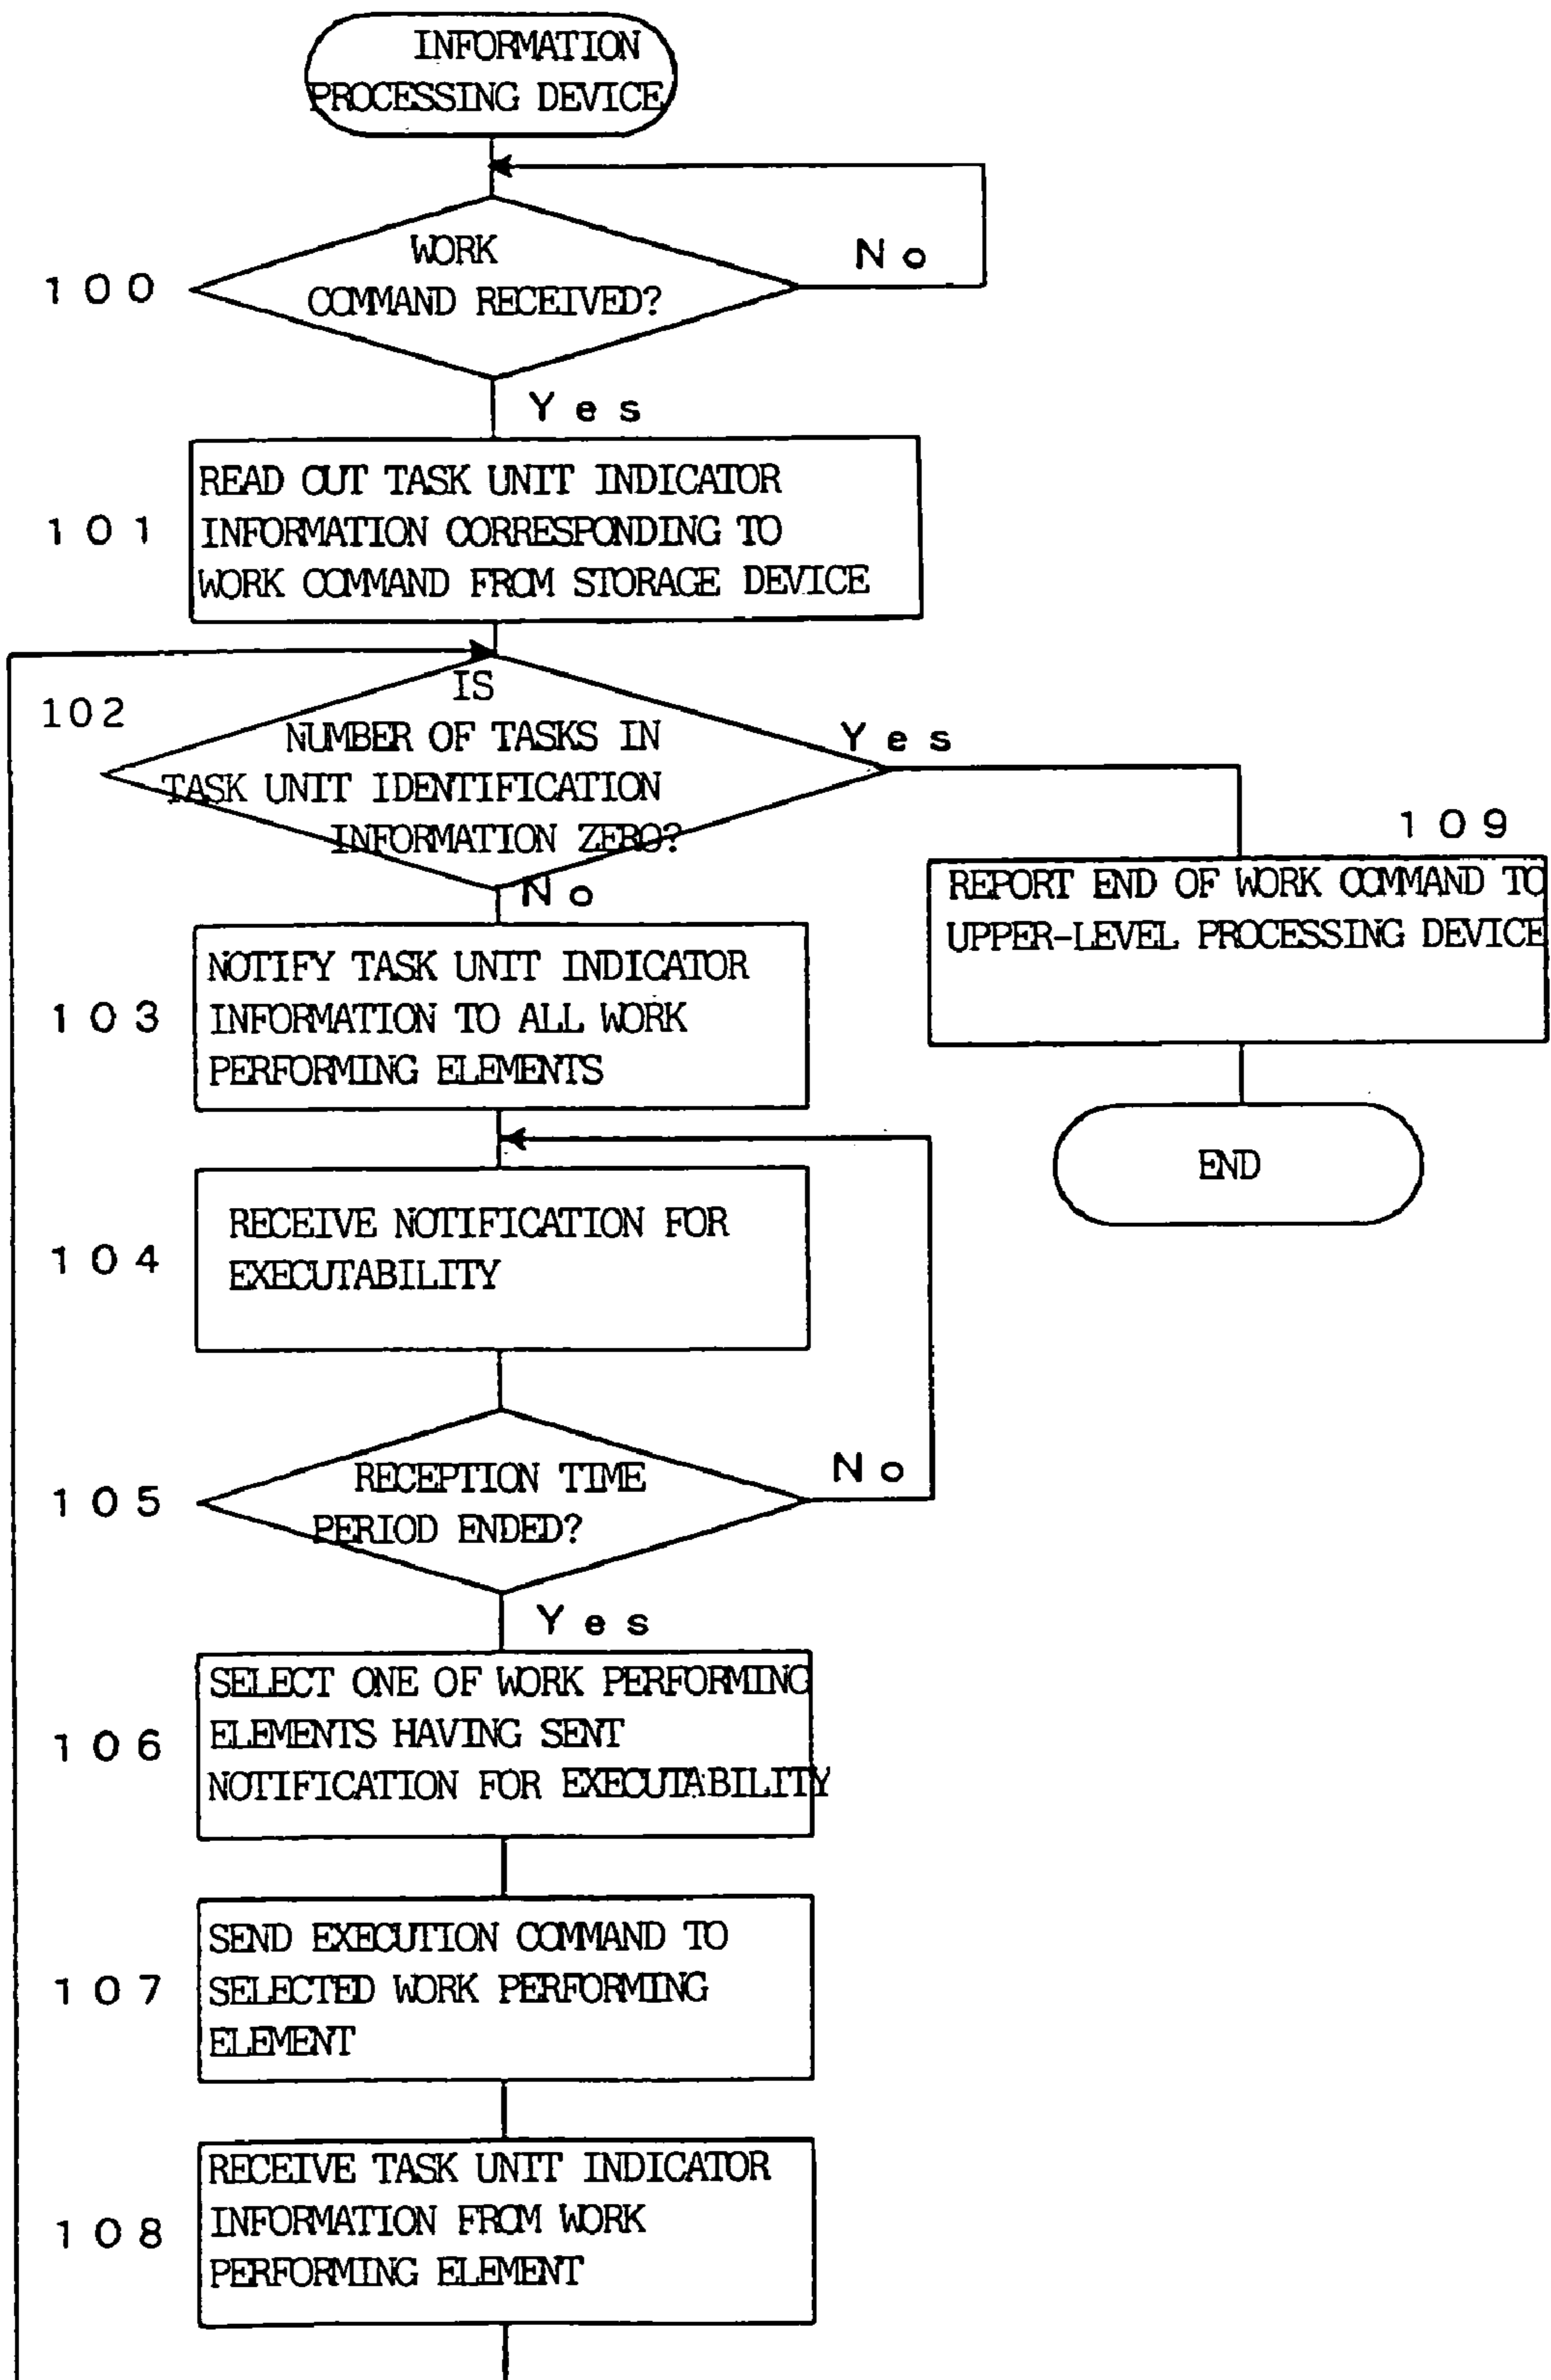 INFORMATION
PROCESSING DEVICE
WORK
COMMAND RECEIVED?
No
100
Yes
READ OUT TASK UNIT INDICATOR
INFORMATION CORRESPONDING TO
WORK COMMAND FROM STORAGE DEVICE
101
102
IS
NUMBER OF TASKS IN
TASK UNIT IDENTIFICATION
INFORMATION ZERO?
Yes
No
109
REPORT END OF WORK COMMAND TO
UPPER-LEVEL PROCESSING DEVICE
END
103
NOTIFY TASK UNIT INDICATOR
INFORMATION TO ALL WORK
PERFORMING ELEMENTS
104
RECEIVE NOTIFICATION FOR
EXECUTABILITY
105
RECEPTION TIME
PERIOD ENDED?
No
Yes
106
SELECT ONE OF WORK PERFORMING
ELEMENTS HAVING SENT
NOTIFICATION FOR EXECUTABILITY
107
SEND EXECUTION COMMAND TO
SELECTED WORK PERFORMING
ELEMENT
108
RECEIVE TASK UNIT INDICATOR
INFORMATION FROM WORK
PERFORMING ELEMENT